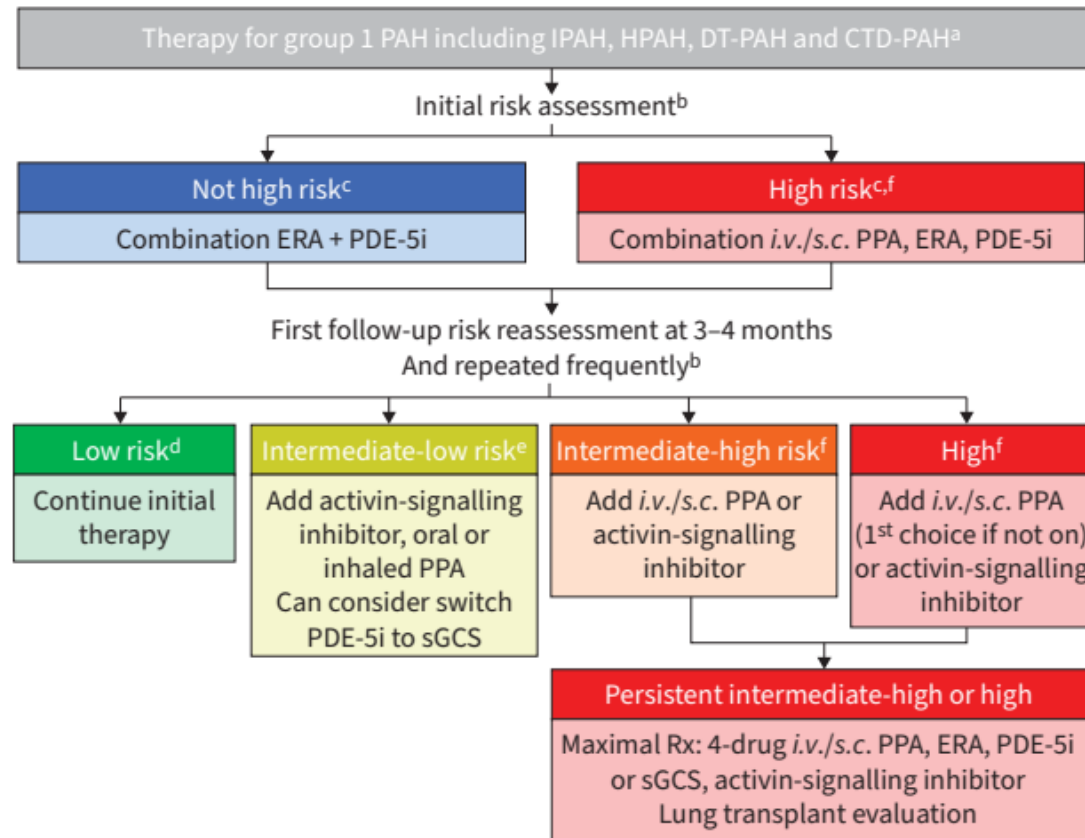 Therapy for group 1 PAH including IPAH, HPAH, DT-PAH and CTD-PAHᵃ
Initial risk assessmentᵇ
Not high riskᶜ
Combination ERA + PDE-5i
High riskᶜ,ᶠ
Combination i.v./s.c. PPA, ERA, PDE-5i
First follow-up risk reassessment at 3–4 months
And repeated frequentlyᵇ
Low riskᵈ
Continue initial
therapy
Intermediate-low riskᵉ
Add activin-signalling
inhibitor, oral or
inhaled PPA
Can consider switch
PDE-5i to sGCS
Intermediate-high riskᶠ
Add i.v./s.c. PPA or
activin-signalling
inhibitor
Highᶠ
Add i.v./s.c. PPA
(1ˢᵗ choice if not on)
or activin-signalling
inhibitor
Persistent intermediate-high or high
Maximal Rx: 4-drug i.v./s.c. PPA, ERA, PDE-5i
or sGCS, activin-signalling inhibitor
Lung transplant evaluation